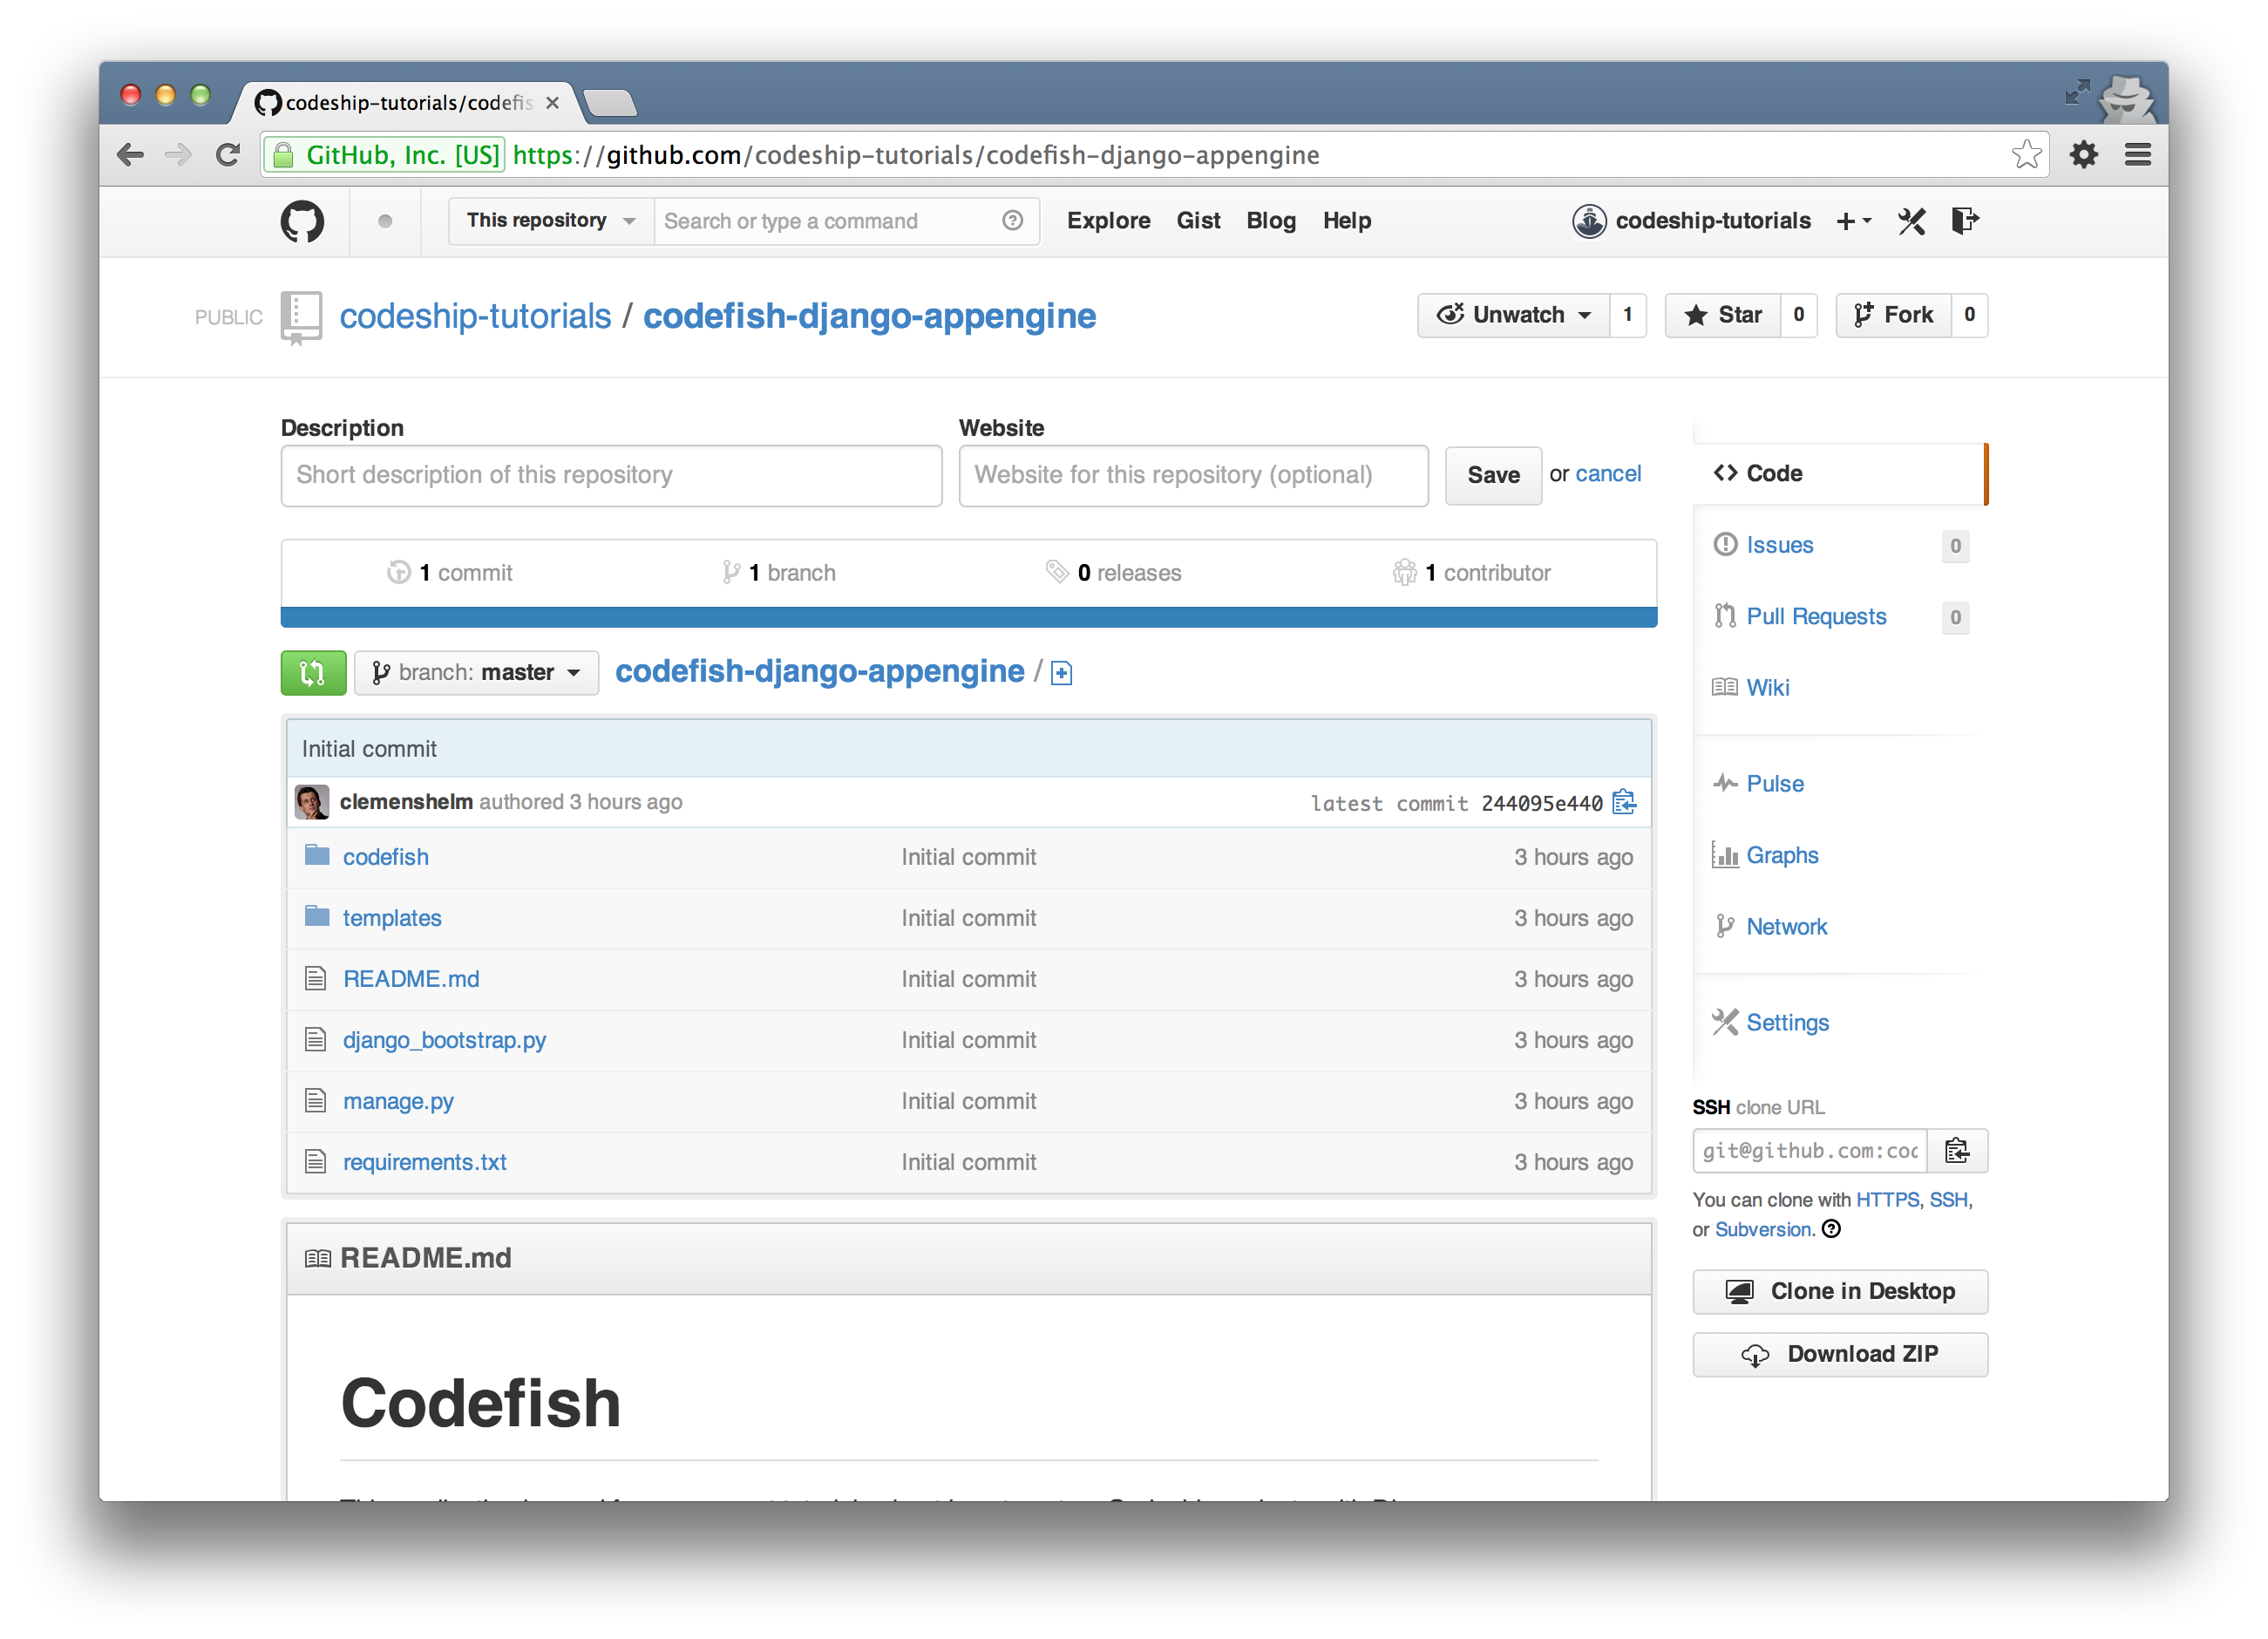 codeship-tutorials/codefis
GitHub, Inc. [US] https://github.com/codeship-tutorials/codefish-django-appengine
This repository Search or type a command Explore Gist Blog Help codeship-tutorials
PUBLIC codeship-tutorials / codefish-django-appengine Unwatch 1 Star 0 Fork 0
Description Website
Short description of this repository Website for this repository (optional) Save or cancel
1 commit 1 branch 0 releases 1 contributor
branch: master codefish-django-appengine /
Initial commit
clemenshelm authored 3 hours ago latest commit 244095e440
codefish Initial commit 3 hours ago
templates Initial commit 3 hours ago
README.md Initial commit 3 hours ago
django_bootstrap.py Initial commit 3 hours ago
manage.py Initial commit 3 hours ago
requirements.txt Initial commit 3 hours ago
README.md
Codefish
Code
Issues 0
Pull Requests 0
Wiki
Pulse
Graphs
Network
Settings
SSH clone URL
git@github.com:coc
You can clone with HTTPS, SSH,
or Subversion.
Clone in Desktop
Download ZIP